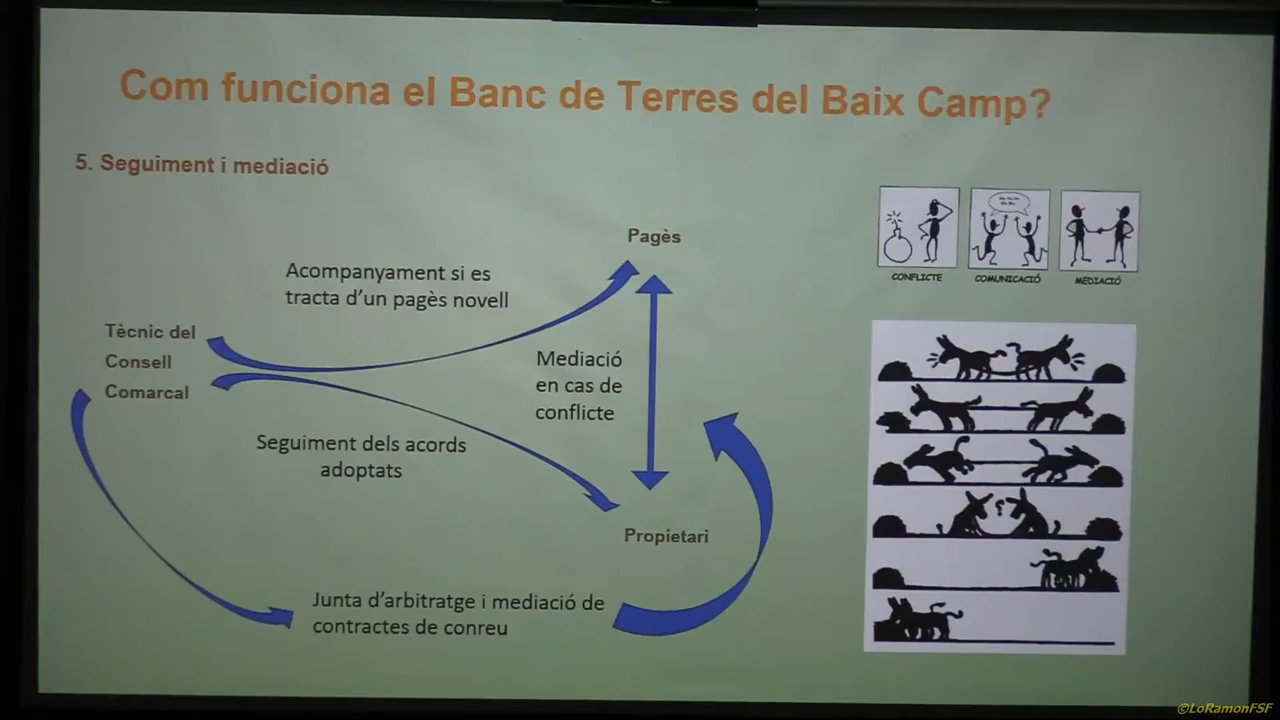 Com funciona el Banc de Terres del Baix Camp?
5. Seguiment i mediació
Pagès
Acompanyament si es
tracta d'un pagès novell
Tècnic del
Consell
Comarcal
Mediació
en cas de
conflicte
Seguiment dels acords
adoptats
Propietari
Junta d'arbitratge i mediació de
contractes de conreu
CONFLICTE
COMUNICACIÓ
MEDIACIÓ
?
©LoRamonFSF